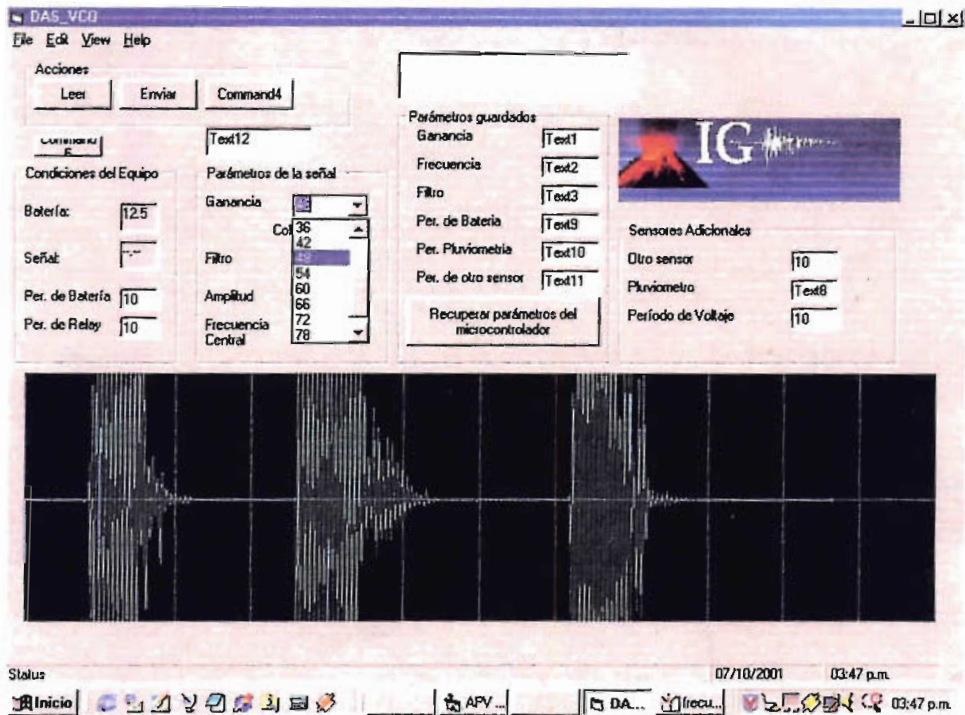 DAS_VCO
File Edit View Help
Acciones
Leer
Enviar
Command4
Text12
Condiciones del Equipo
Batería: 12.5
Señal: --.--
Per. de Batería 10
Per. de Relay 10
Parámetros de la señal
Ganancia
36
42
48
54
60
66
72
78
Filtro
Amplitud
Frecuencia
Central
Parámetros guardados
Ganancia Text1
Frecuencia Text2
Filtro Text3
Per. de Bateria Text9
Per. Pluviometria Text10
Per. de otro sensor Text11
Recuperar parámetros del
microcontrolador
IG
Sensores Adicionales
Otro sensor 10
Pluviometro Text8
Período de Voltaje 10
Status
07/10/2001
03:47 p.m.
Inicio
APV ...
DA...
frecu...
03:47 p.m.